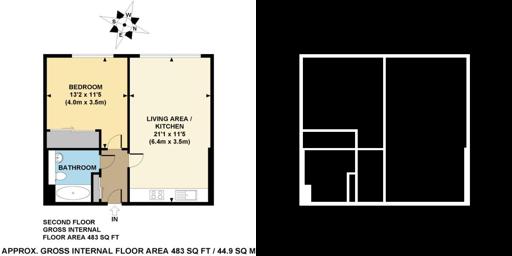 W
S
N
E
BEDROOM
13'2 x 11'5
(4.0m x 3.5m)
LIVING AREA /
KITCHEN
21'1 x 11'5
(6.4m x 3.5m)
BATHROOM
IN
SECOND FLOOR
GROSS INTERNAL
FLOOR AREA 483 SQ FT
APPROX. GROSS INTERNAL FLOOR AREA 483 SQ FT / 44.9 SQ M